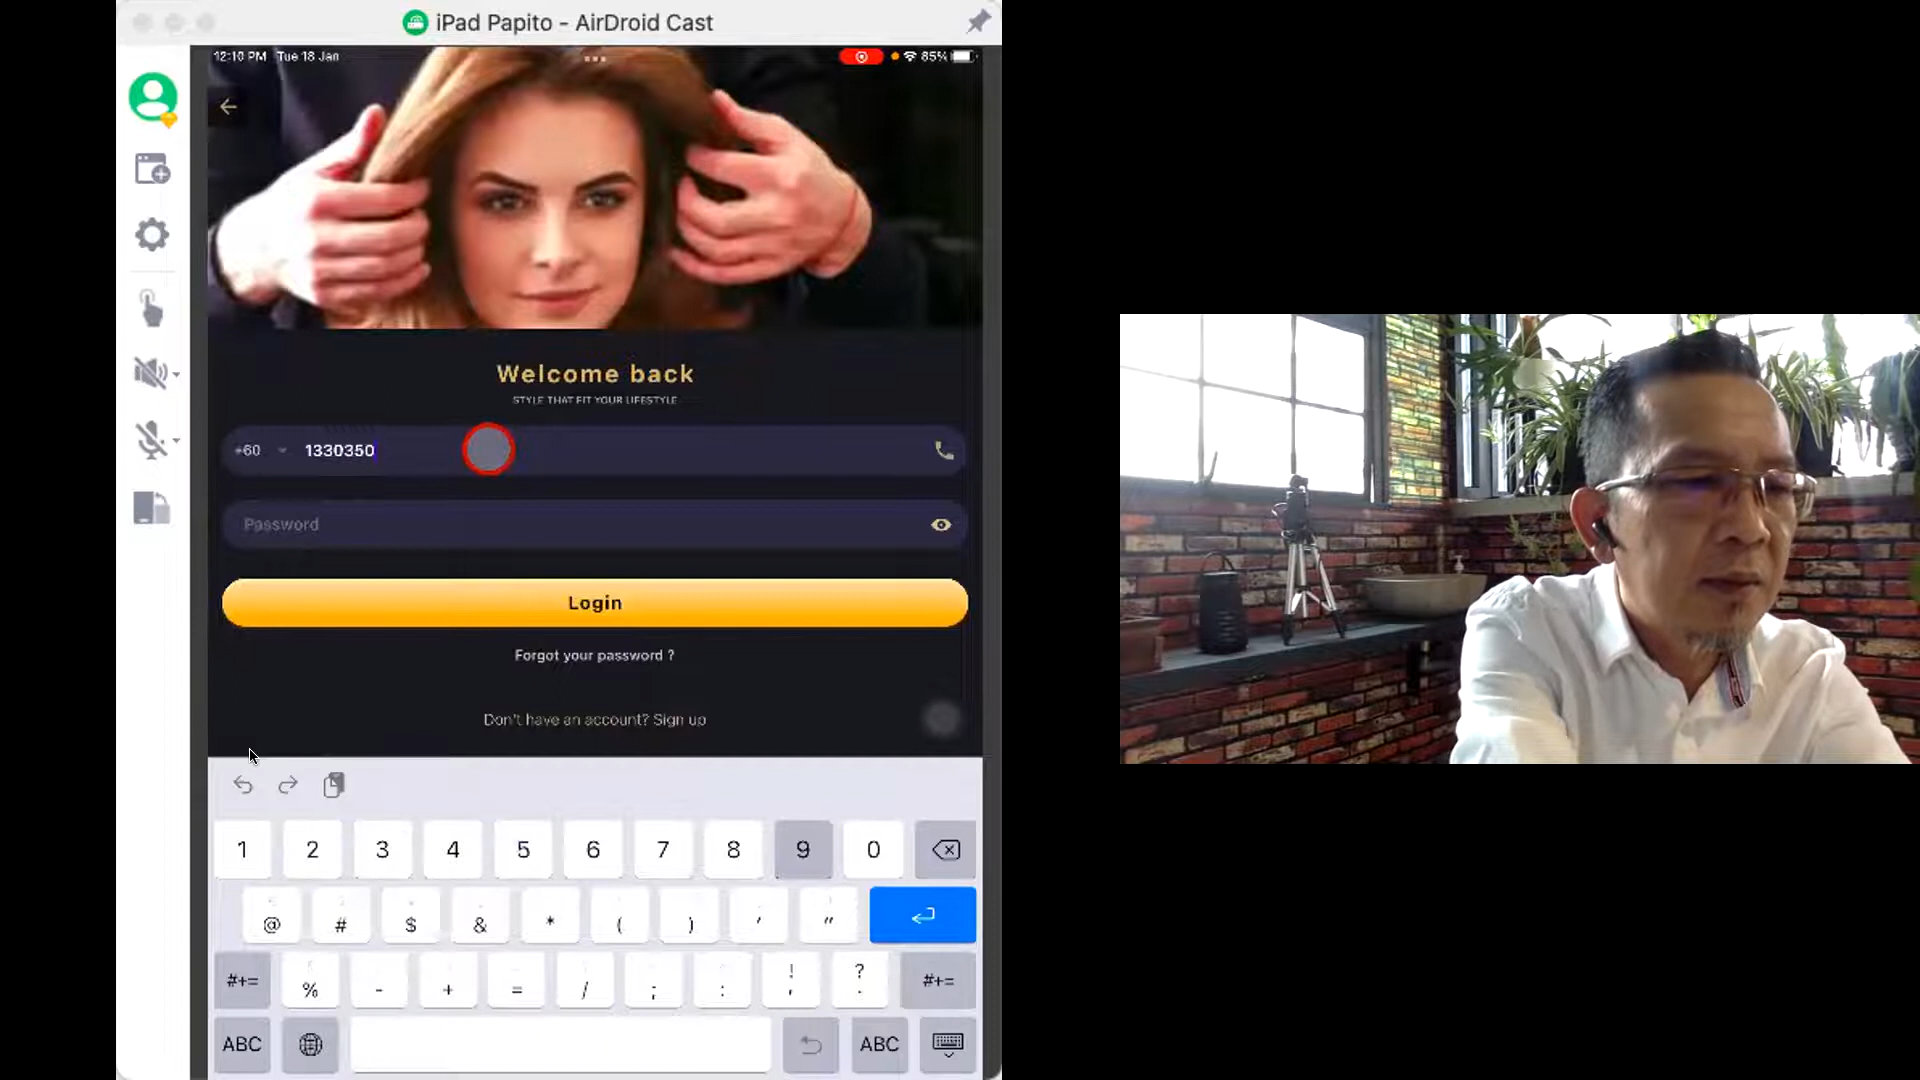 iPad Papito - AirDroid Cast
12:10 PM Tue 18 Jan
85%
Welcome back
STYLE THAT FIT YOUR LIFESTYLE
+60 1330350
Password
Login
Forgot your password ?
Don't have an account? Sign up
1 2 3 4 5 6 7 8 9 0
@ # $ & * ( ) ' "
#+= % - + = / ; : ! , ? . #+=
ABC ABC